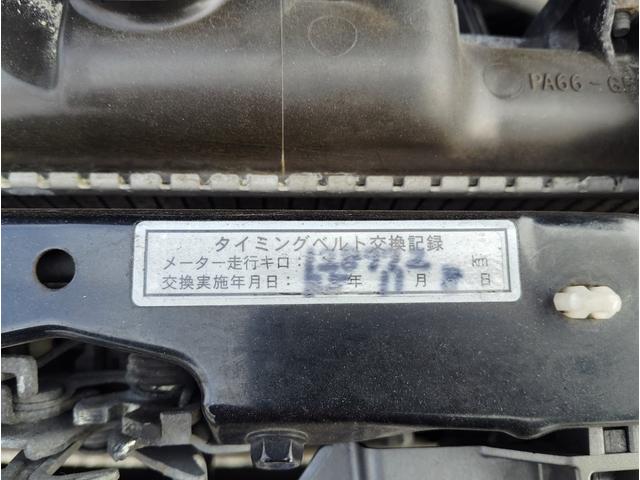 PA66-G
タイミングベルト交換記録
メーター走行キロ: ㎞
交換実施年月日: 年 11 月 日